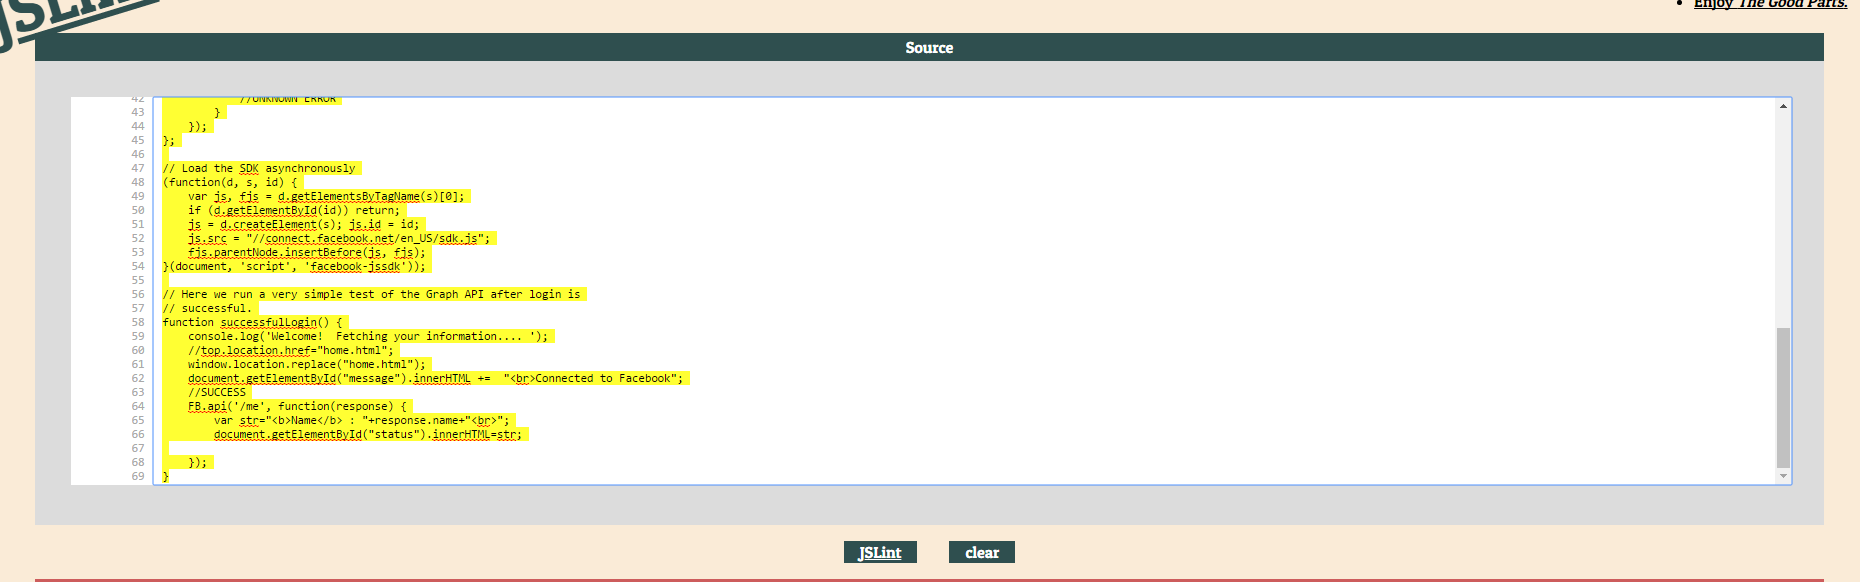 JSLint
Enjoy The Good Parts.
Source
42 //UNKNOWN ERROR
43 }
44 });
45 };
46
47 // Load the SDK asynchronously
48 (function(d, s, id) {
49 var js, fjs = d.getElementsByTagName(s)[0];
50 if (d.getElementById(id)) return;
51 js = d.createElement(s); js.id = id;
52 js.src = "//connect.facebook.net/en_US/sdk.js";
53 fjs.parentNode.insertBefore(js, fjs);
54 }(document, 'script', 'facebook-jssdk'));
55
56 // Here we run a very simple test of the Graph API after login is
57 // successful.
58 function successfulLogin() {
59 console.log('Welcome!  Fetching your information.... ');
60 //top.location.href="home.html";
61 window.location.replace("home.html");
62 document.getElementById("message").innerHTML +=  "<br>Connected to Facebook";
63 //SUCCESS
64 FB.api('/me', function(response) {
65 var str="<b>Name</b> : "+response.name+"<br>";
66 document.getElementById("status").innerHTML=str;
67
68 });
69 }
JSLint
clear